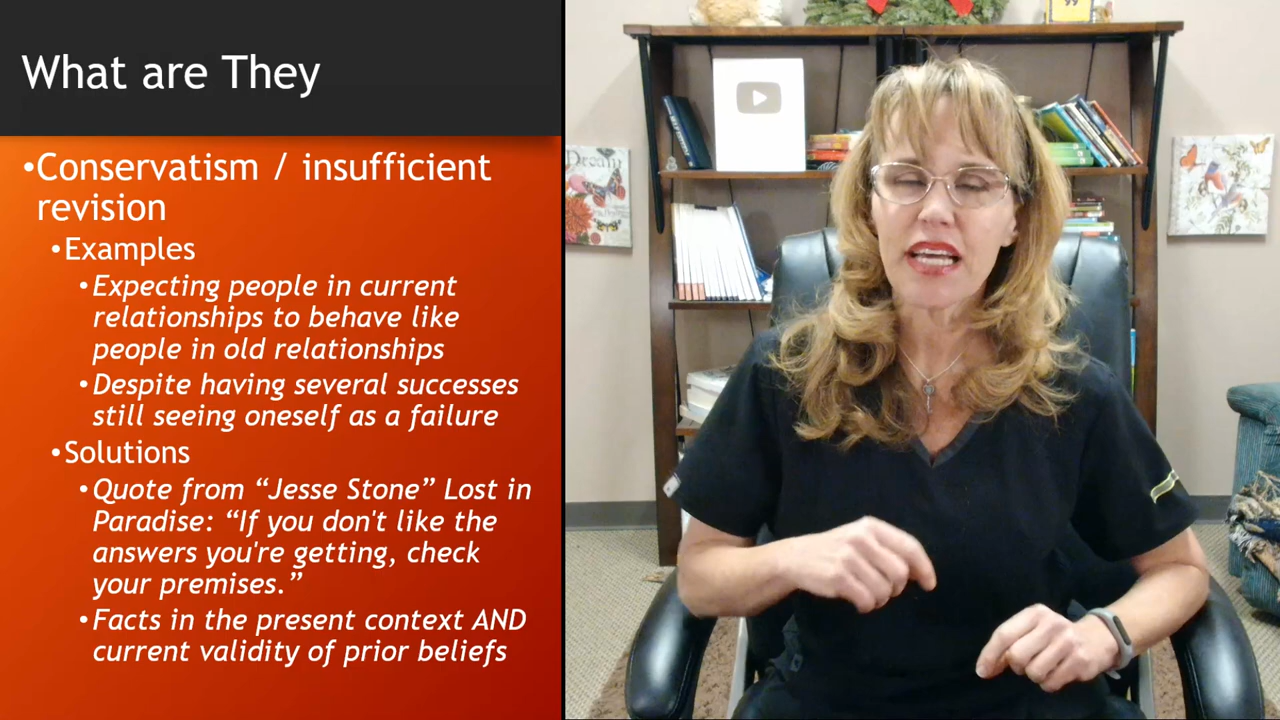 What are They
•Conservatism / insufficient
revision
•Examples
•Expecting people in current
relationships to behave like
people in old relationships
•Despite having several successes
still seeing oneself as a failure
•Solutions
•Quote from “Jesse Stone” Lost in
Paradise: “If you don't like the
answers you're getting, check
your premises.”
•Facts in the present context AND
current validity of prior beliefs
Dream